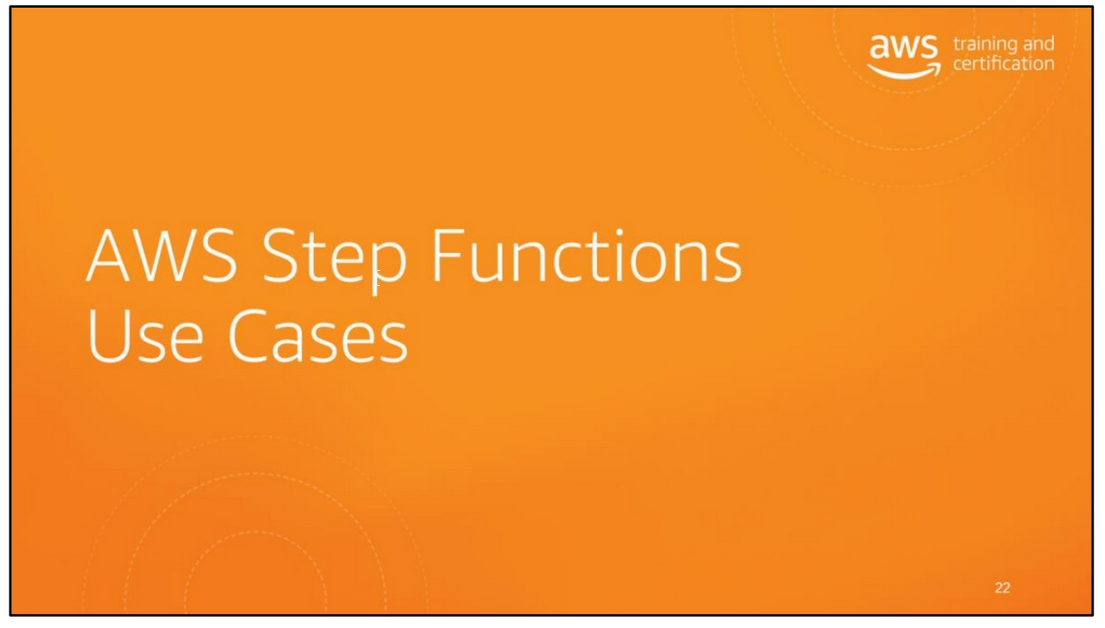 aws training and
certification
AWS Step Functions
Use Cases
22